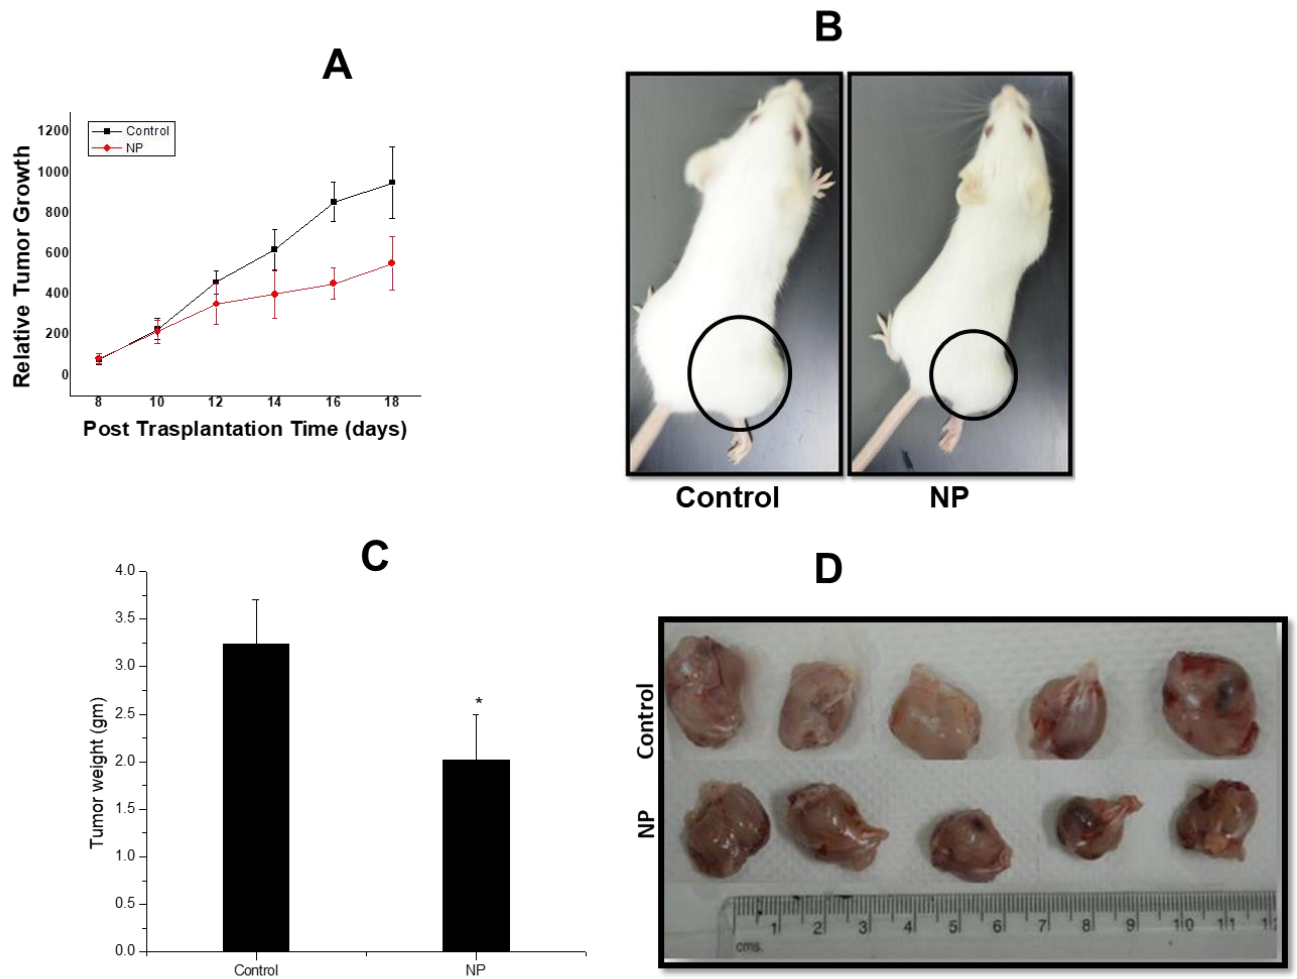 A
Relative Tumor Growth
1200
1000
800
600
400
200
0
Control
NP
8 10 12 14 16 18
Post Trasplantation Time (days)
B
Control NP
C
Tumor weight (gm)
4.0
3.5
3.0
2.5
2.0
1.5
1.0
0.5
0.0
*
Control NP
D
Control
NP
1 2 3 4 5 6 7 8 9 10 11
cms.